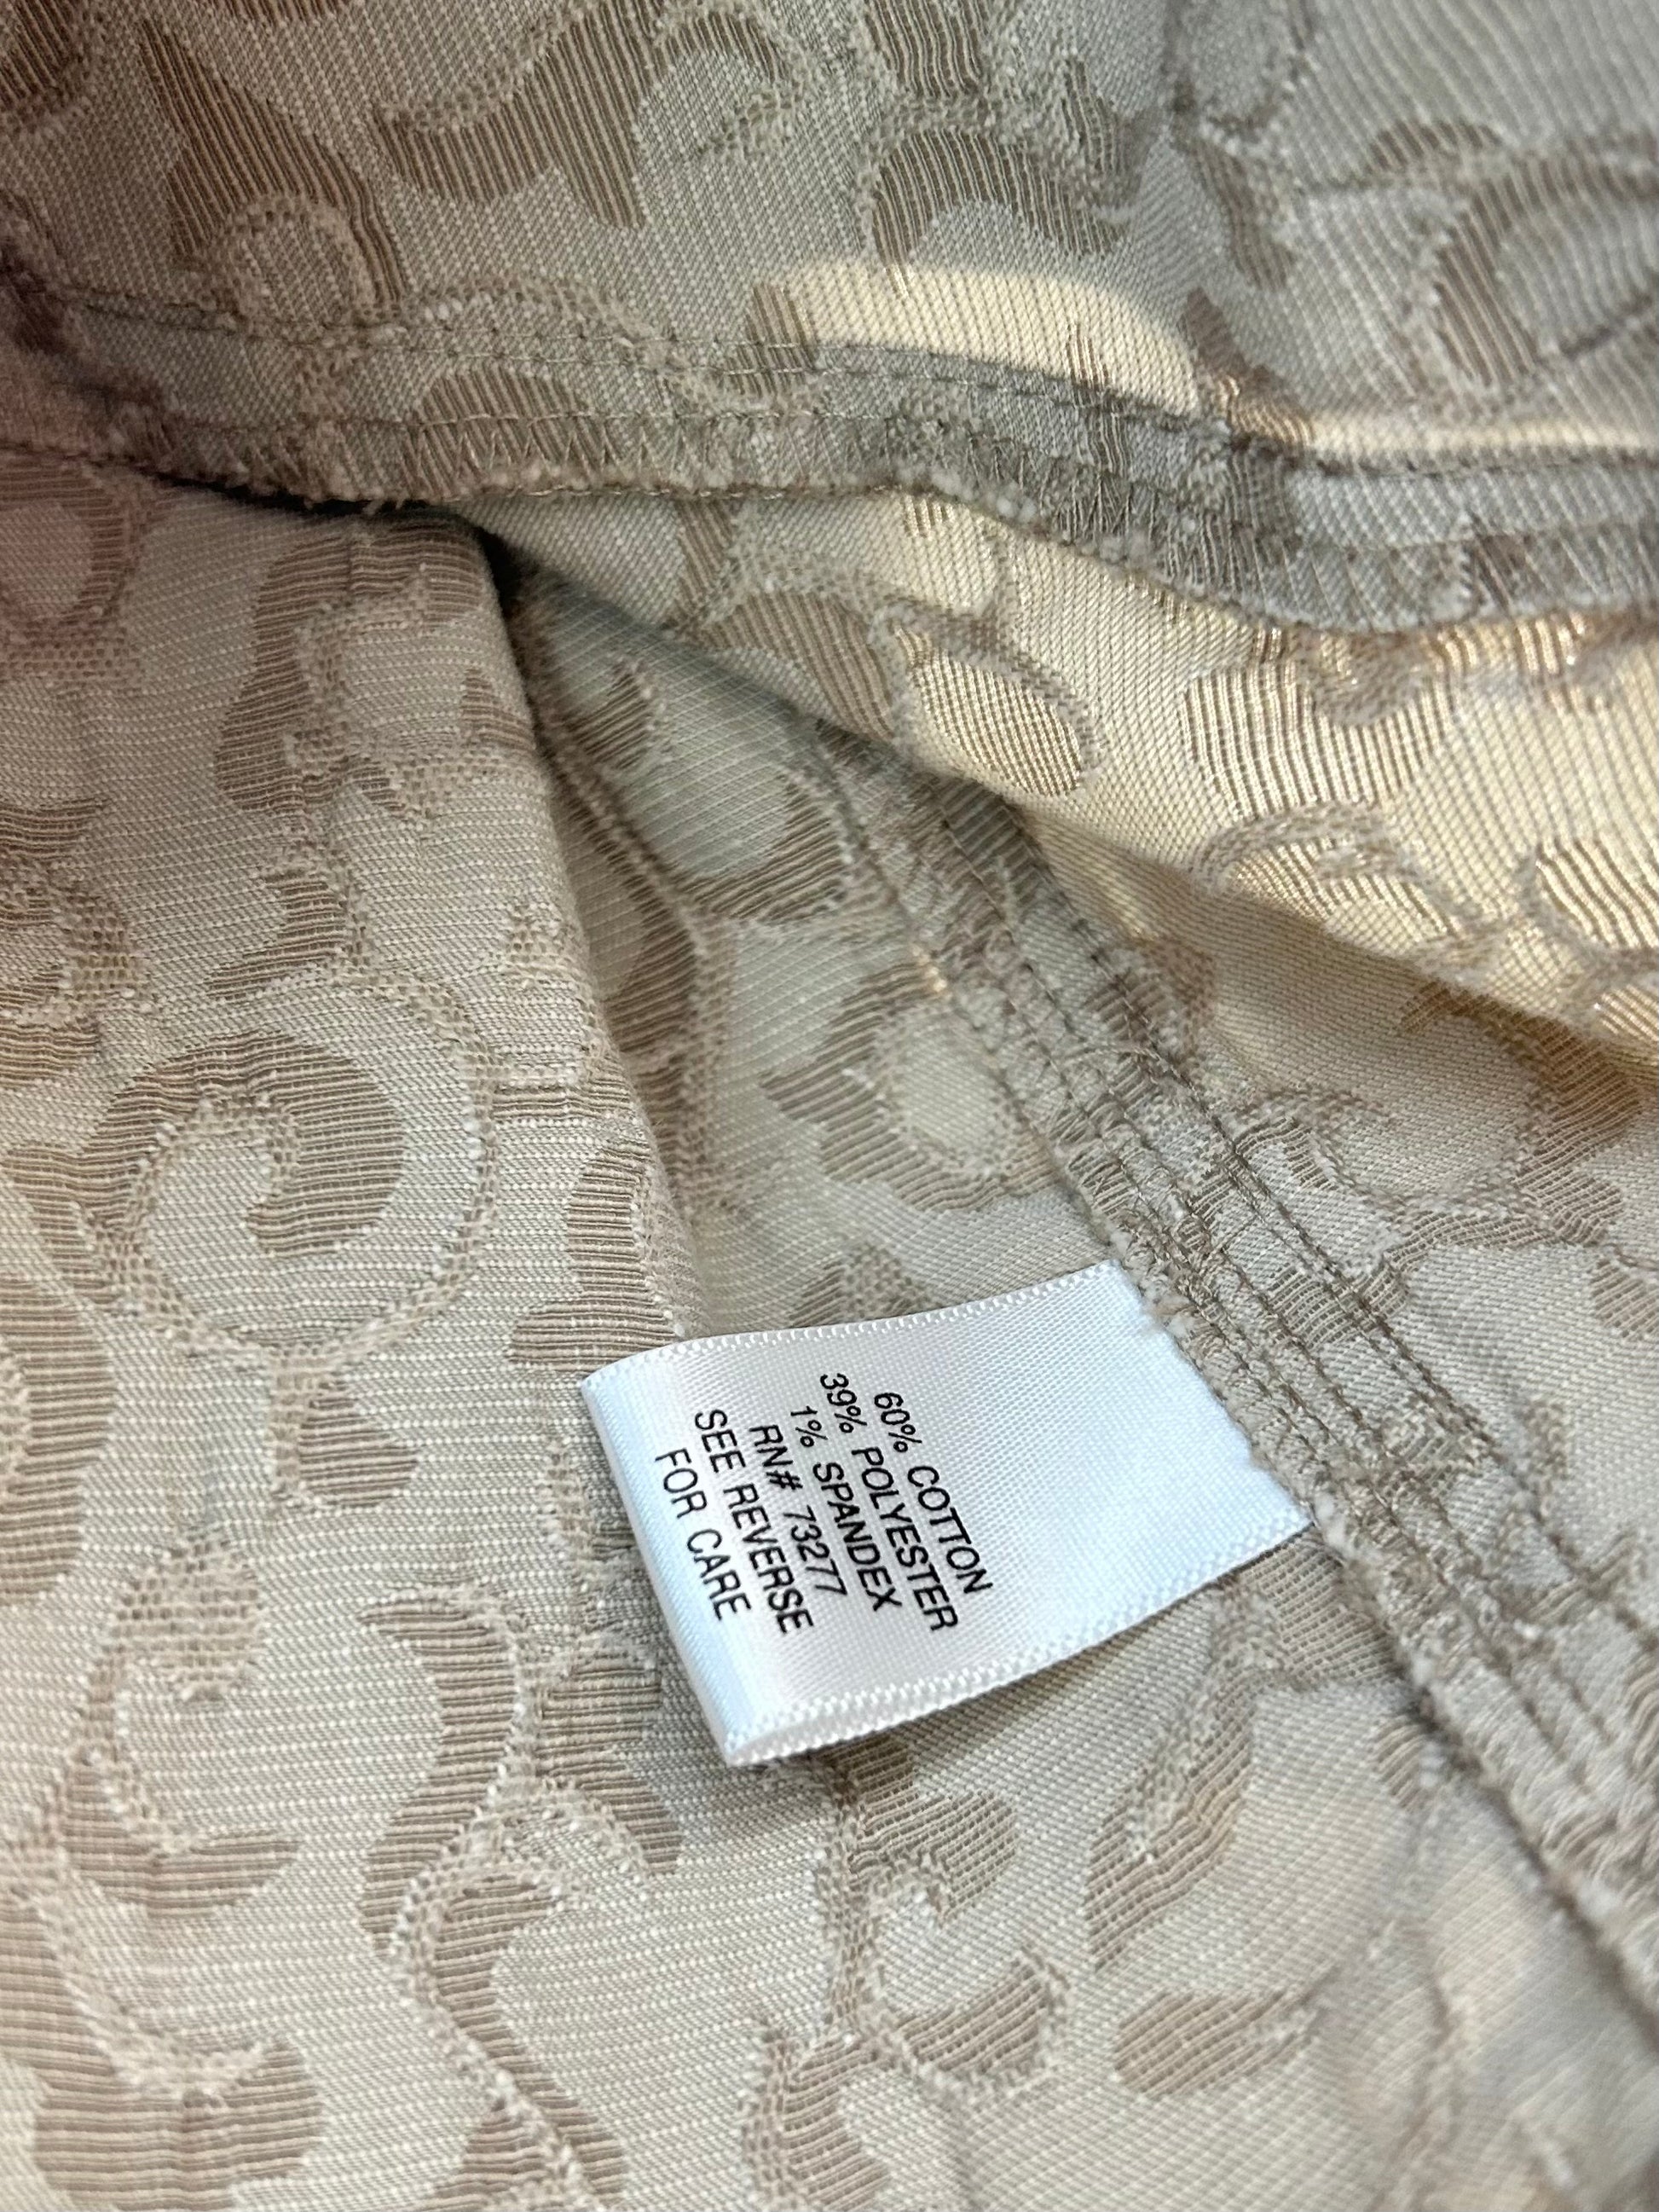 60% COTTON
39% POLYESTER
1% SPANDEX
RN# 73277
SEE REVERSE
FOR CARE